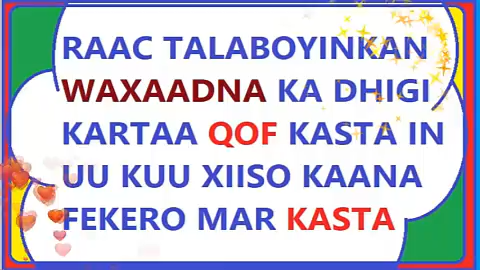 RAAC TALABOYINKAN
WAXAADNA KA DHIGI
KARTAA QOF KASTA IN
UU KUU XIISO KAANA
FEKERO MAR KASTA